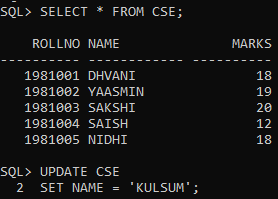 SQL> SELECT * FROM CSE;
ROLLNO NAME MARKS
---------- ---------- ----------
1981001 DHVANI 18
1981002 YAASMIN 19
1981003 SAKSHI 20
1981004 SAISH 12
1981005 NIDHI 18
SQL> UPDATE CSE
2 SET NAME = 'KULSUM';